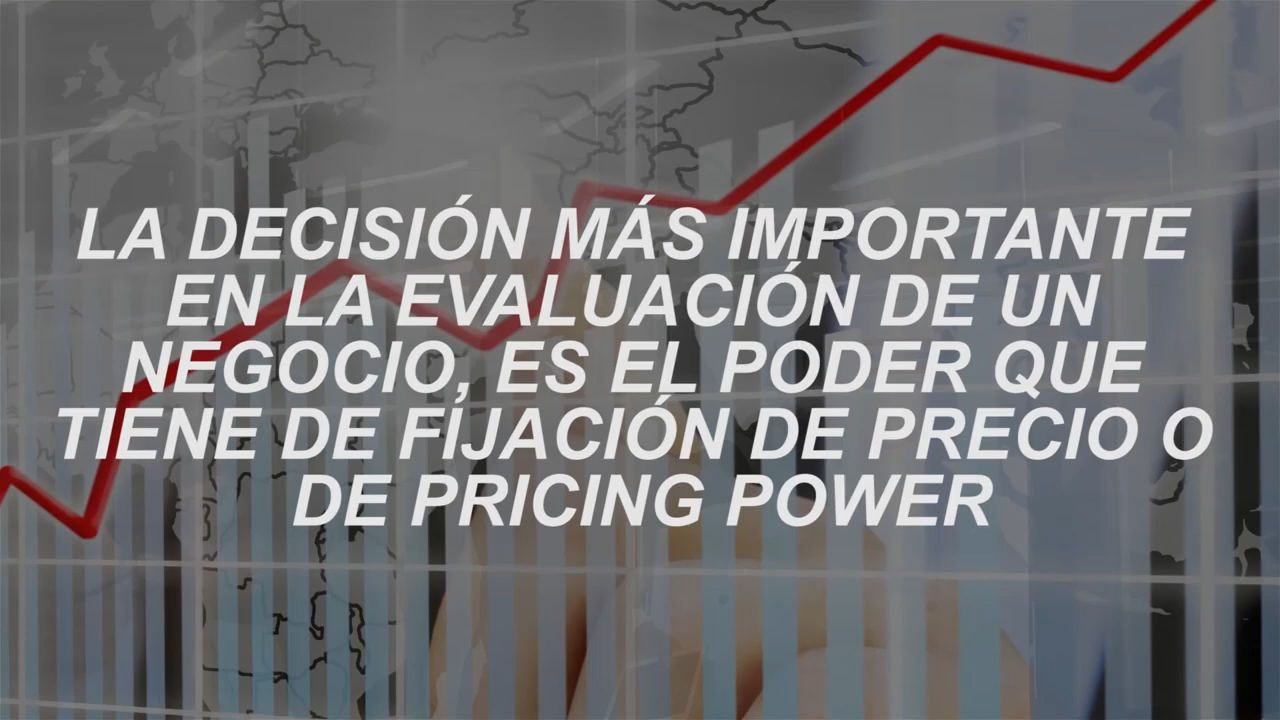 LA DECISIÓN MÁS IMPORTANTE
EN LA EVALUACIÓN DE UN
NEGOCIO, ES EL PODER QUE
TIENE DE FIJACIÓN DE PRECIO O
DE PRICING POWER